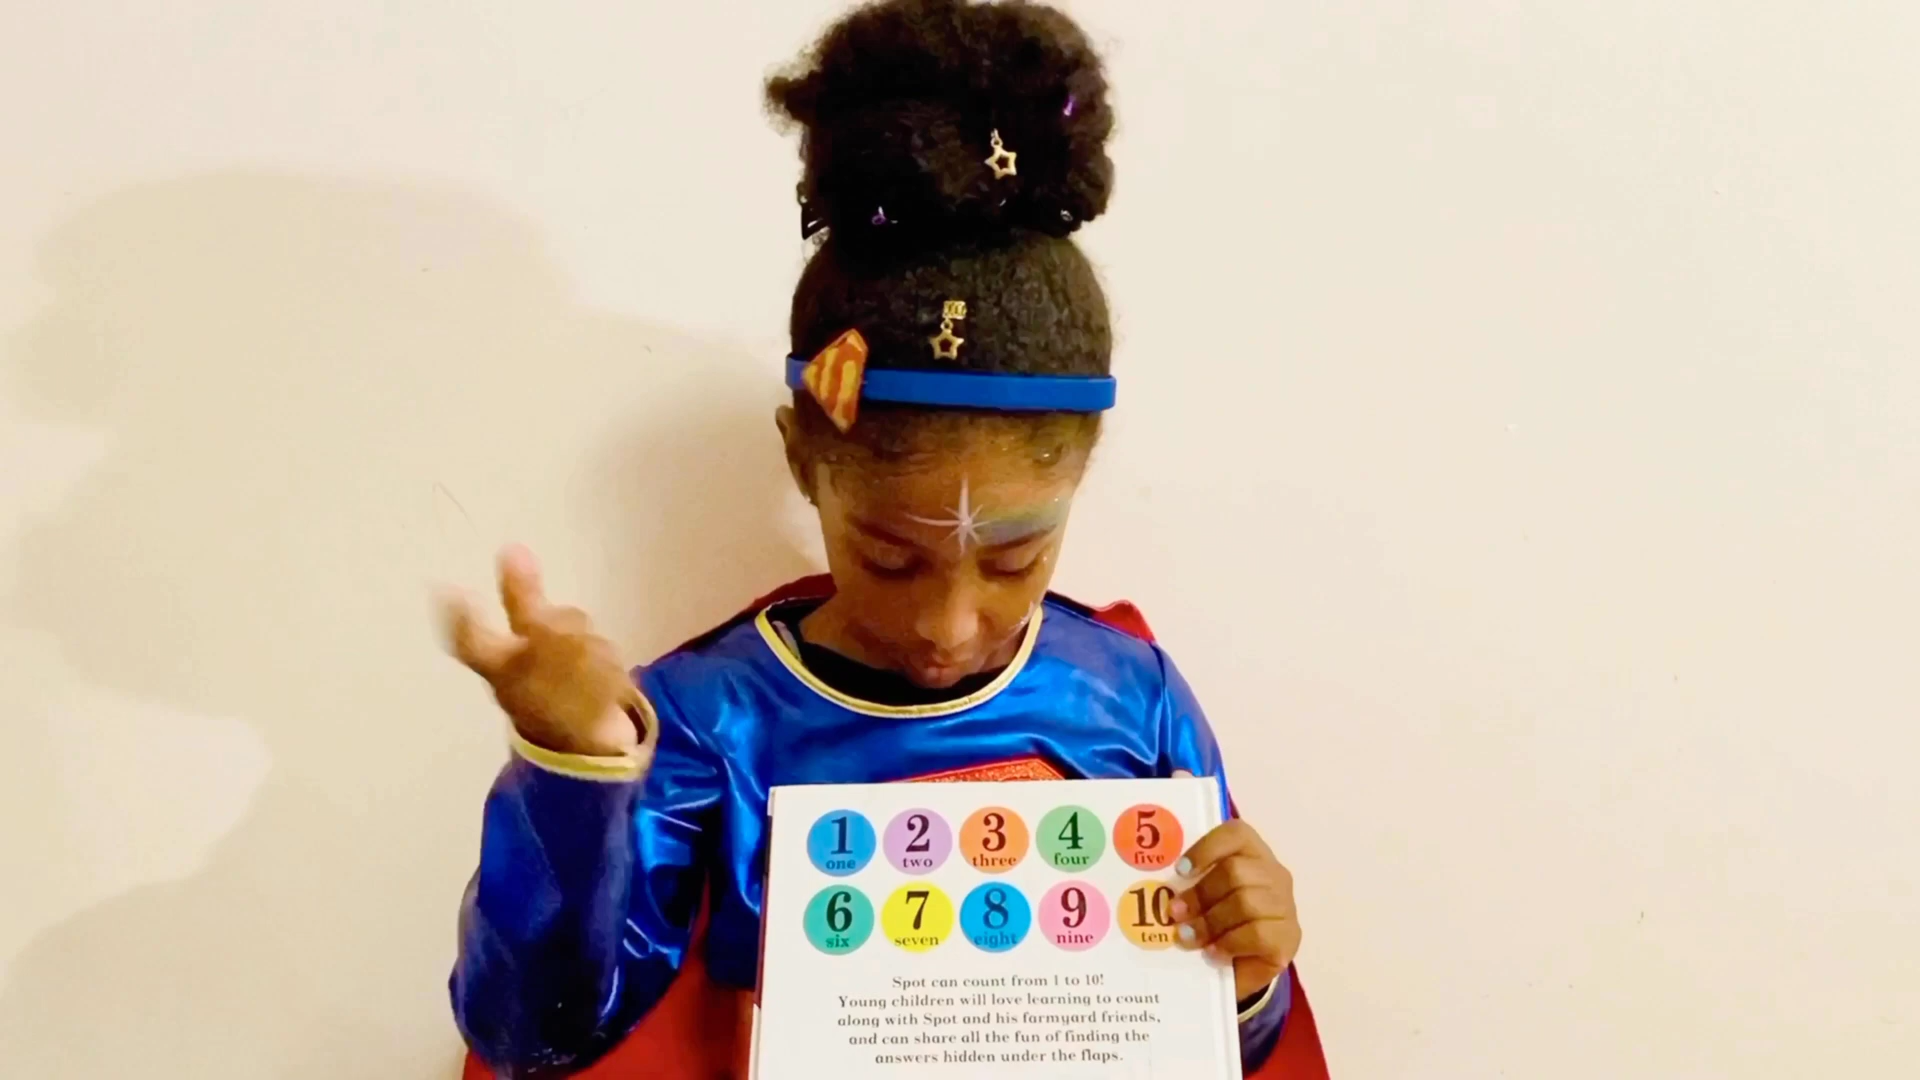 1 2 3 4 5
one two three four five
6 7 8 9 10
six seven eight nine ten
Spot can count from 1 to 10!
Young children will love learning to count
along with Spot and his farmyard friends,
and can share all the fun of finding the
answers hidden under the flaps.